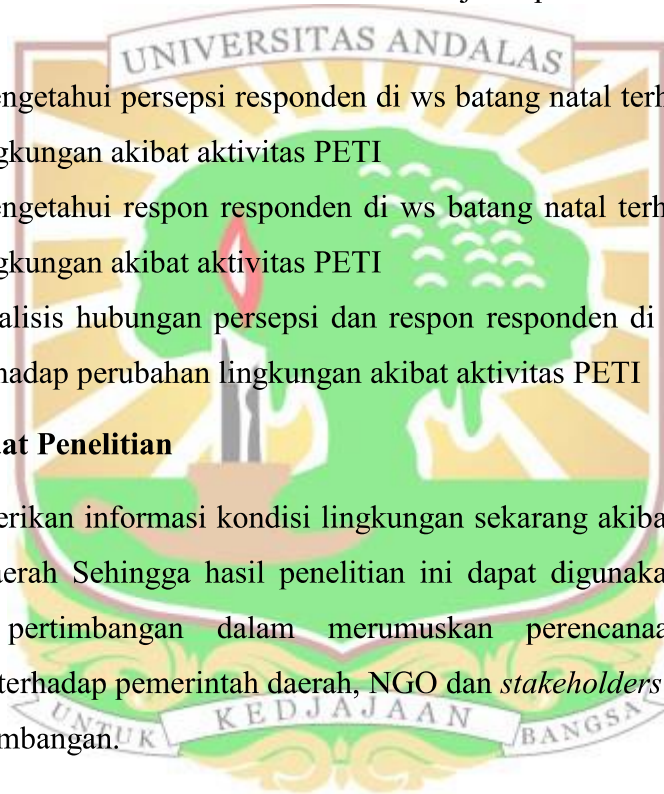 UNIVERSITAS ANDALAS
engetahui persepsi responden di ws batang natal terh
gkungan akibat aktivitas PETI
engetahui respon responden di ws batang natal terh
gkungan akibat aktivitas PETI
alisis hubungan persepsi dan respon responden di
hadap perubahan lingkungan akibat aktivitas PETI
at Penelitian
erikan informasi kondisi lingkungan sekarang akiba
aerah Sehingga hasil penelitian ini dapat digunaka
pertimbangan dalam merumuskan perencanaa
terhadap pemerintah daerah, NGO dan stakeholders
mbangan.
UNTUK KEDJAJAAN BANGSA